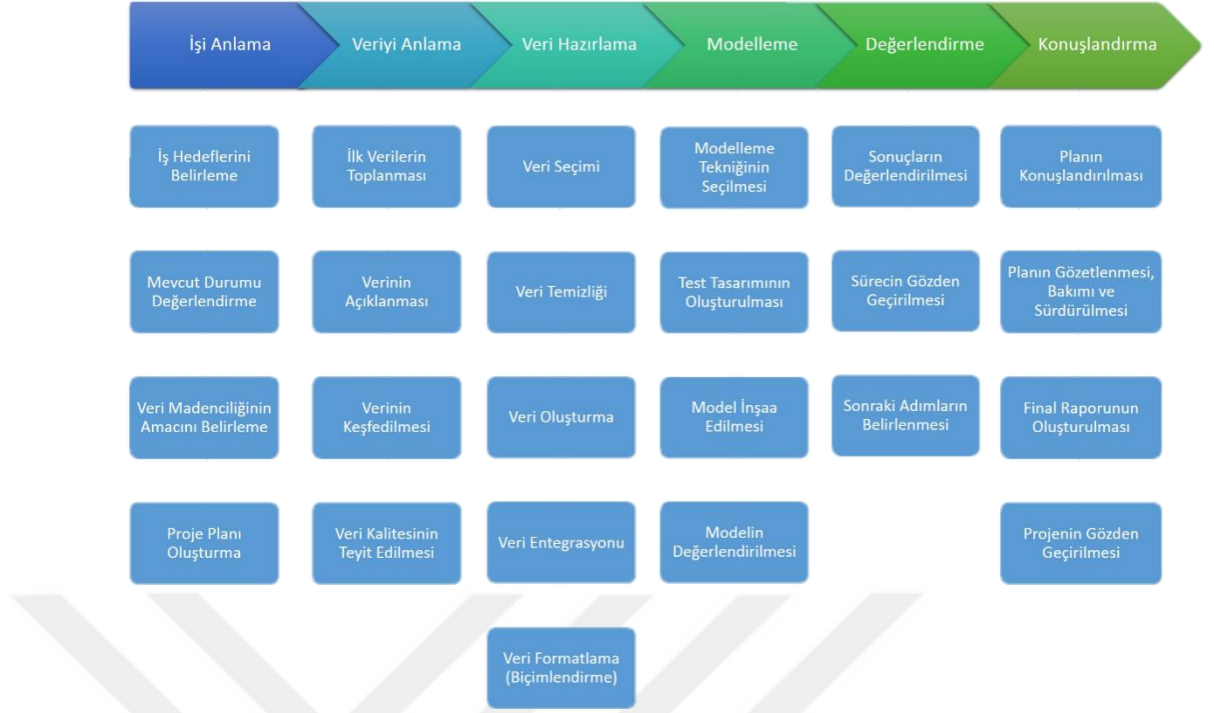 İşi Anlama
Veriyi Anlama
Veri Hazırlama
Modelleme
Değerlendirme
Konuşlandırma
İş Hedeflerini
Belirleme
İlk Verilerin
Toplanması
Veri Seçimi
Modelleme
Tekniğinin
Seçilmesi
Sonuçların
Değerlendirilmesi
Planın
Konuşlandırılması
Mevcut Durumu
Değerlendirme
Verinin
Açıklanması
Veri Temizliği
Test Tasarımının
Oluşturulması
Sürecin Gözden
Geçirilmesi
Planın Gözetlenmesi,
Bakımı ve
Sürdürülmesi
Veri Madenciliğinin
Amacını Belirleme
Verinin
Keşfedilmesi
Veri Oluşturma
Model İnşaa
Edilmesi
Sonraki Adımların
Belirlenmesi
Final Raporunun
Oluşturulması
Proje Planı
Oluşturma
Veri Kalitesinin
Teyit Edilmesi
Veri Entegrasyonu
Modelin
Değerlendirilmesi
Projenin Gözden
Geçirilmesi
Veri Formatlama
(Biçimlendirme)